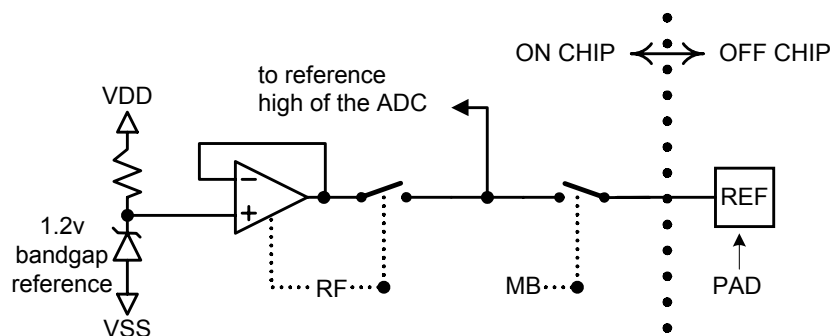 ON CHIP
OFF CHIP
to reference
high of the ADC
VDD
−
+
REF
1.2v
bandgap
reference
RF
MB
PAD
VSS